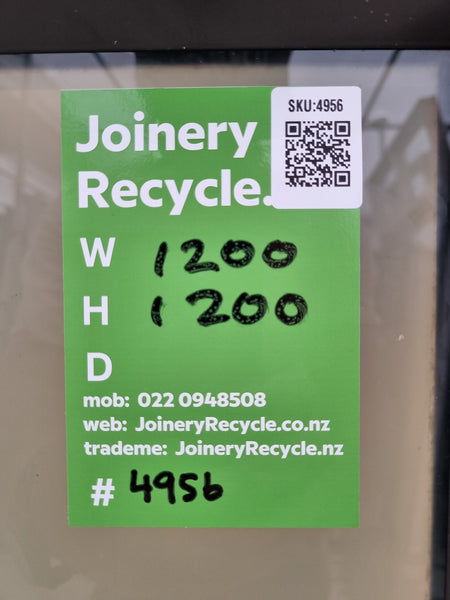 SKU:4956
Joinery
Recycle.
W 1200
H 1200
D
mob: 022 0948508
web: JoineryRecycle.co.nz
trademe: JoineryRecycle.nz
# 4956